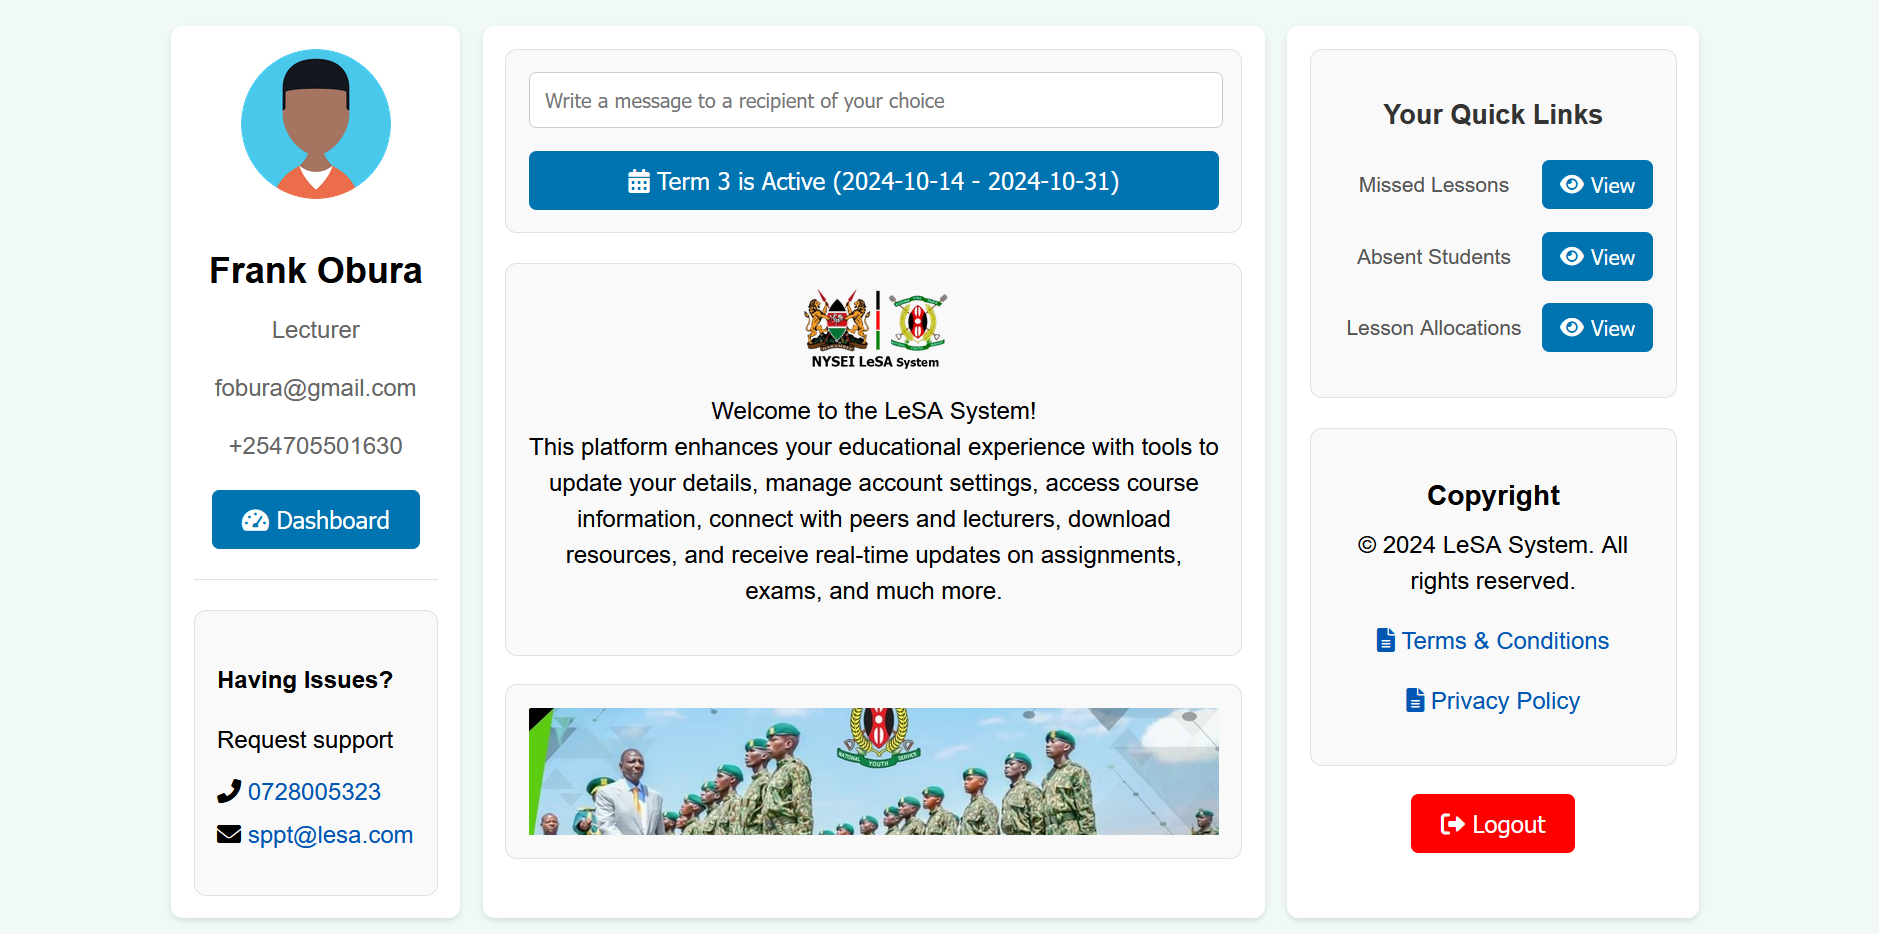 Frank Obura
Lecturer
fobura@gmail.com
+254705501630
Dashboard
Having Issues?
Request support
0728005323
sppt@lesa.com
Write a message to a recipient of your choice
Term 3 is Active (2024-10-14 - 2024-10-31)
NYSEI LeSA System
Welcome to the LeSA System!
This platform enhances your educational experience with tools to
update your details, manage account settings, access course
information, connect with peers and lecturers, download
resources, and receive real-time updates on assignments,
exams, and much more.
NATIONAL YOUTH SERVICE
Your Quick Links
Missed Lessons View
Absent Students View
Lesson Allocations View
Copyright
© 2024 LeSA System. All
rights reserved.
Terms & Conditions
Privacy Policy
Logout